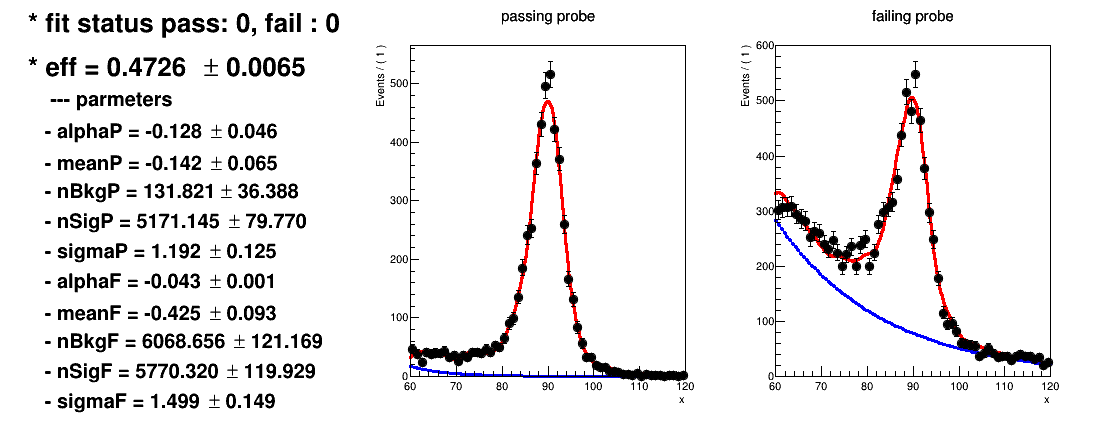 * fit status pass: 0, fail : 0
* eff = 0.4726 ± 0.0065
--- parmeters
- alphaP = -0.128 ± 0.046
- meanP = -0.142 ± 0.065
- nBkgP = 131.821 ± 36.388
- nSigP = 5171.145 ± 79.770
- sigmaP = 1.192 ± 0.125
- alphaF = -0.043 ± 0.001
- meanF = -0.425 ± 0.093
- nBkgF = 6068.656 ± 121.169
- nSigF = 5770.320 ± 119.929
- sigmaF = 1.499 ± 0.149
passing probe
Events / ( 1 )
500
400
300
200
100
0
60 70 80 90 100 110 120
x
failing probe
Events / ( 1 )
600
500
400
300
200
100
0
60 70 80 90 100 110 120
x